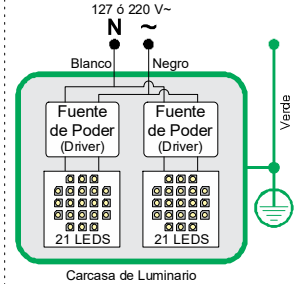 127 ó 220 V~
N ~
Blanco Negro
Verde
Fuente de Poder (Driver)
Fuente de Poder (Driver)
21 LEDS
21 LEDS
Carcasa de Luminario